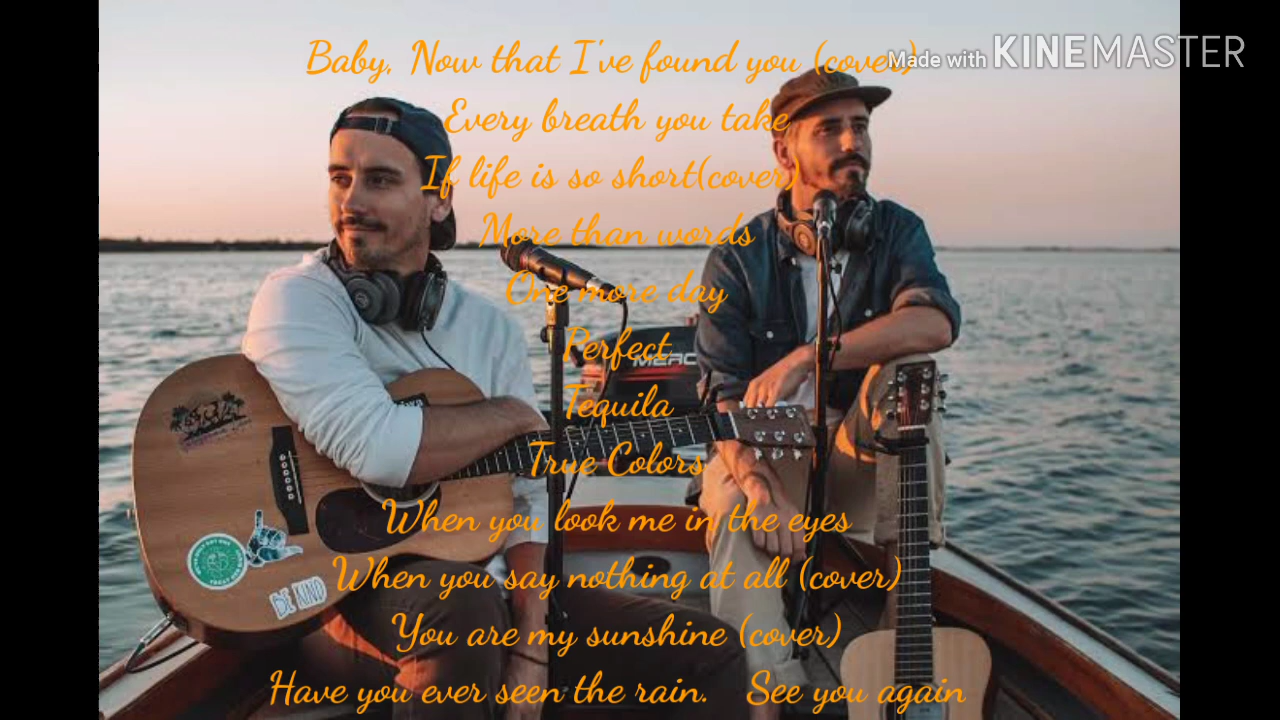 Baby, Now that I've found you (cover)
Made with KINEMASTER
Every breath you take
If life is so short(cover)
More than words
One more day
Perfect
MERC
Tequila
True Colors
When you look me in the eyes
When you say nothing at all (cover)
BE KIND
You are my sunshine (cover)
Have you ever seen the rain. See you again